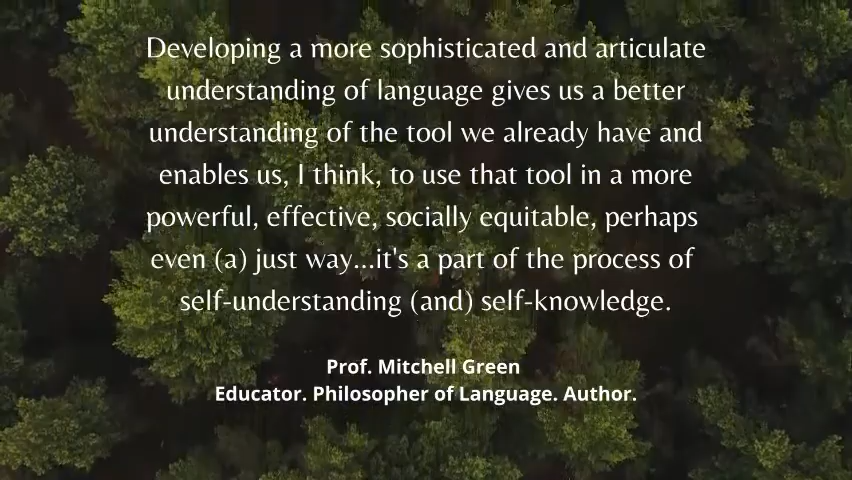 Developing a more sophisticated and articulate
understanding of language gives us a better
understanding of the tool we already have and
enables us, I think, to use that tool in a more
powerful, effective, socially equitable, perhaps
even (a) just way...it's a part of the process of
self-understanding (and) self-knowledge.
Prof. Mitchell Green
Educator. Philosopher of Language. Author.